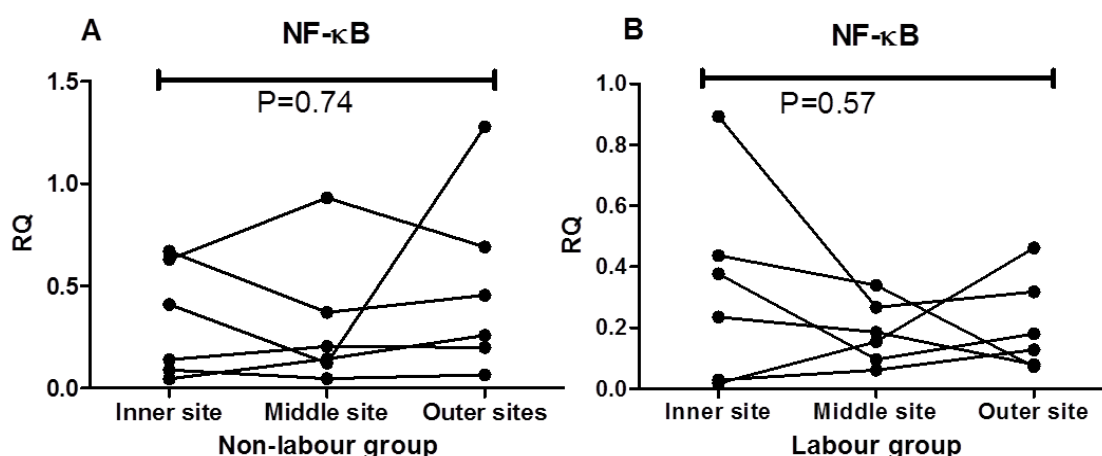 A
NF-κB
P=0.74
1.5
1.0
0.5
0.0
RQ
Inner site Middle site Outer sites
Non-labour group
B
NF-κB
P=0.57
1.0
0.8
0.6
0.4
0.2
0.0
RQ
Inner site Middle site Outer site
Labour group